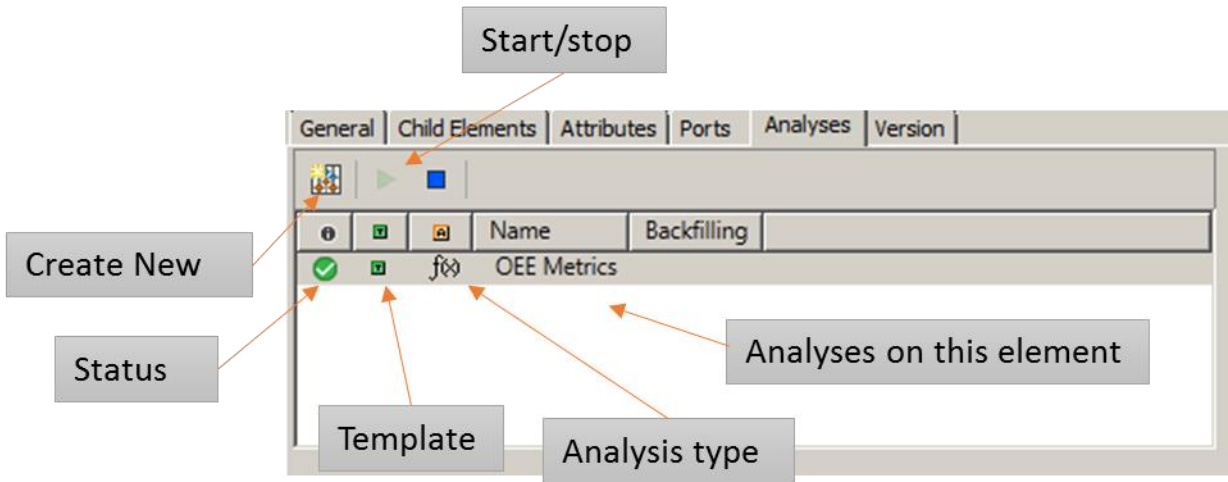 Start/stop
General Child Elements Attributes Ports Analyses Version
Name Backfilling
Create New
f(x) OEE Metrics
Status
Analyses on this element
Template
Analysis type